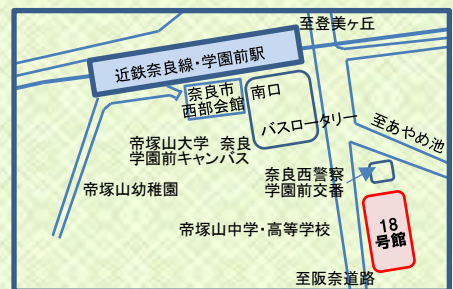 至登美ヶ丘
近鉄奈良線・学園前駅
奈良市
西部会館
南口
バスロータリー
至あやめ池
帝塚山大学 奈良
学園前キャンバス
奈良西警察
学園前交番
帝塚山幼稚園
18
号館
帝塚山中学・高等学校
至阪奈道路